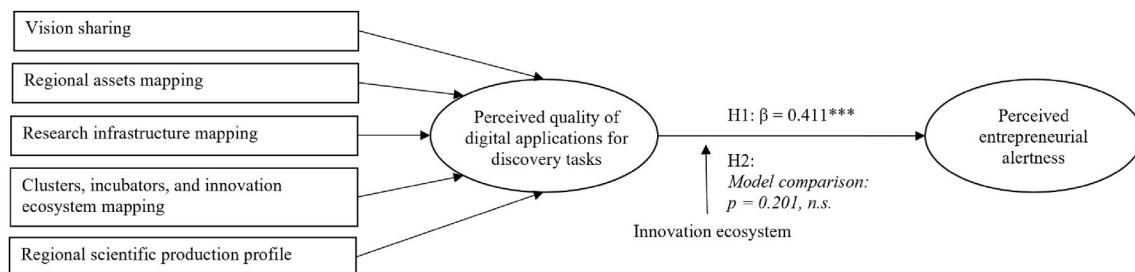 Vision sharing
Regional assets mapping
Research infrastructure mapping
Clusters, incubators, and innovation
ecosystem mapping
Regional scientific production profile
Perceived quality of
digital applications for
discovery tasks
H1: β = 0.411***
H2:
Model comparison:
p = 0.201, n.s.
Innovation ecosystem
Perceived
entrepreneurial
alertness